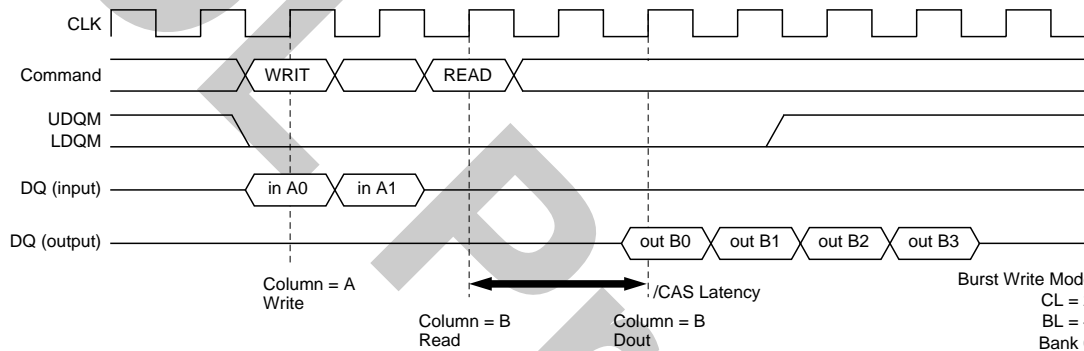 CLK
Command WRIT READ
UDQM
LDQM
DQ (input) in A0 in A1
DQ (output) out B0 out B1 out B2 out B3
Column = A
Write
/CAS Latency
Column = B
Read
Column = B
Dout
Burst Write Mod
CL =
BL =
Bank